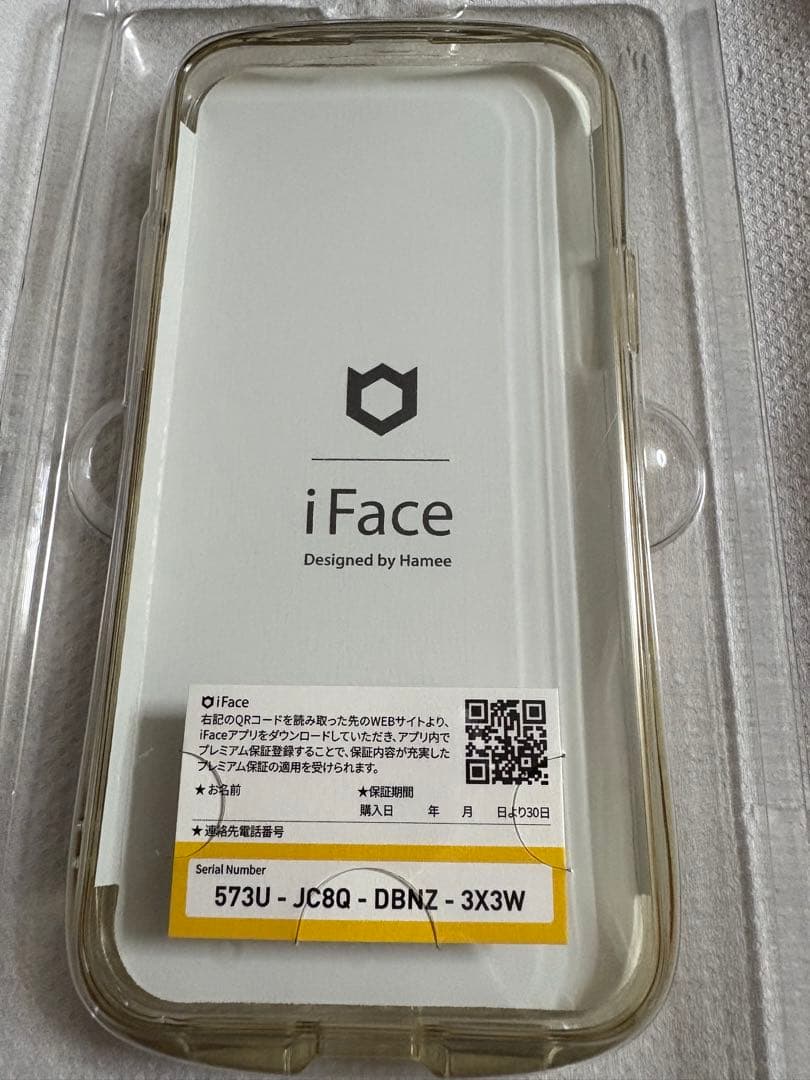 iFace
Designed by Hamee
iFace
右記のQRコードを読み取った先のWEBサイトより、
iFaceアプリをダウンロードしていただき、アプリ内で
プレミアム保証登録することで、保証内容が充実した
プレミアム保証の適用を受けられます。
★お名前
★保証期間
購入日 年 月 日より30日
★連絡先電話番号
Serial Number
573U - JC8Q - DBNZ - 3X3W